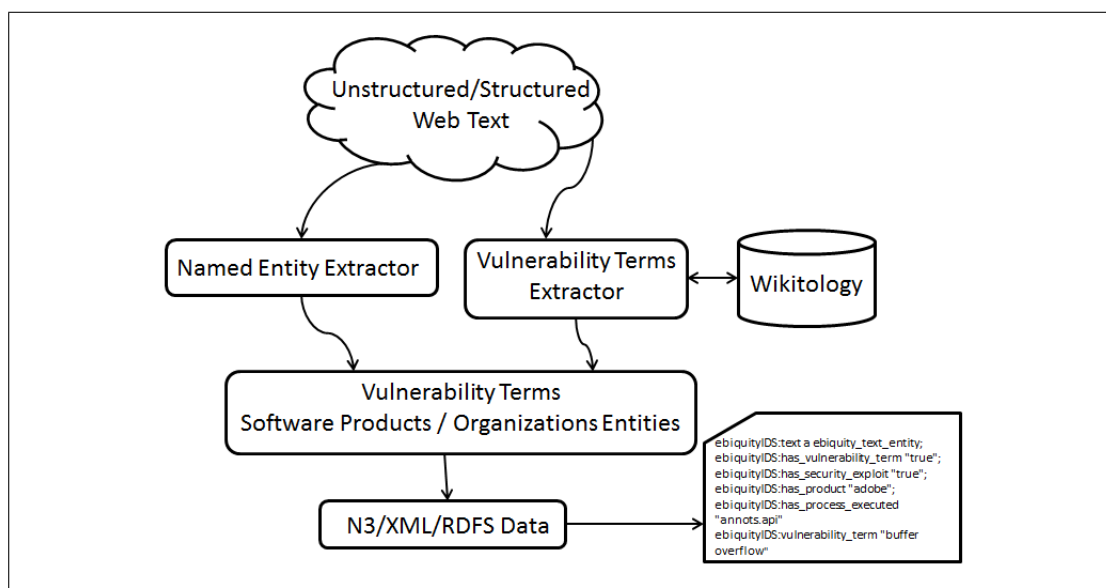 Unstructured/Structured
Web Text
Named Entity Extractor
Vulnerability Terms
Extractor
Wikitology
Vulnerability Terms
Software Products / Organizations Entities
N3/XML/RDFS Data
ebiquityIDS:text a ebiquity_text_entity;
ebiquityIDS:has_vulnerability_term "true";
ebiquityIDS:has_security_exploit "true";
ebiquityIDS:has_product "adobe";
ebiquityIDS:has_process_executed
"annots.api"
ebiquityIDS:vulnerability_term "buffer
overflow"